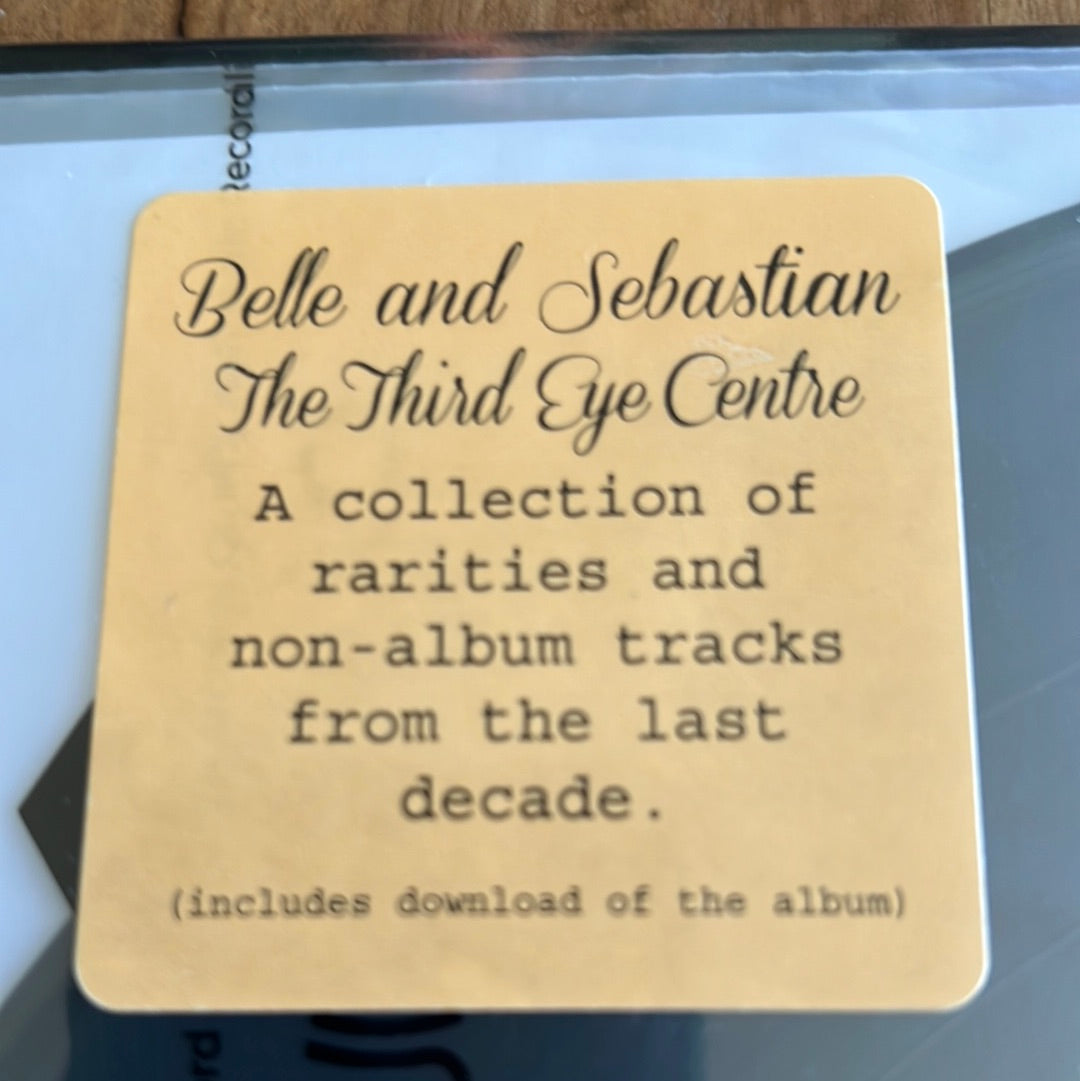 Belle and Sebastian
The Third Eye Centre
A collection of
rarities and
non-album tracks
from the last
decade.
(includes download of the album)